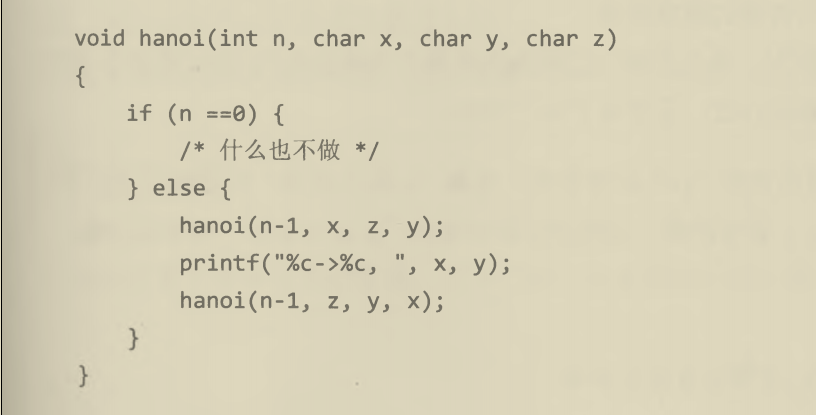 void hanoi(int n, char x, char y, char z)
{
    if (n ==0) {
        /* 什么也不做 */
    } else {
        hanoi(n-1, x, z, y);
        printf("%c->%c, ", x, y);
        hanoi(n-1, z, y, x);
    }
}